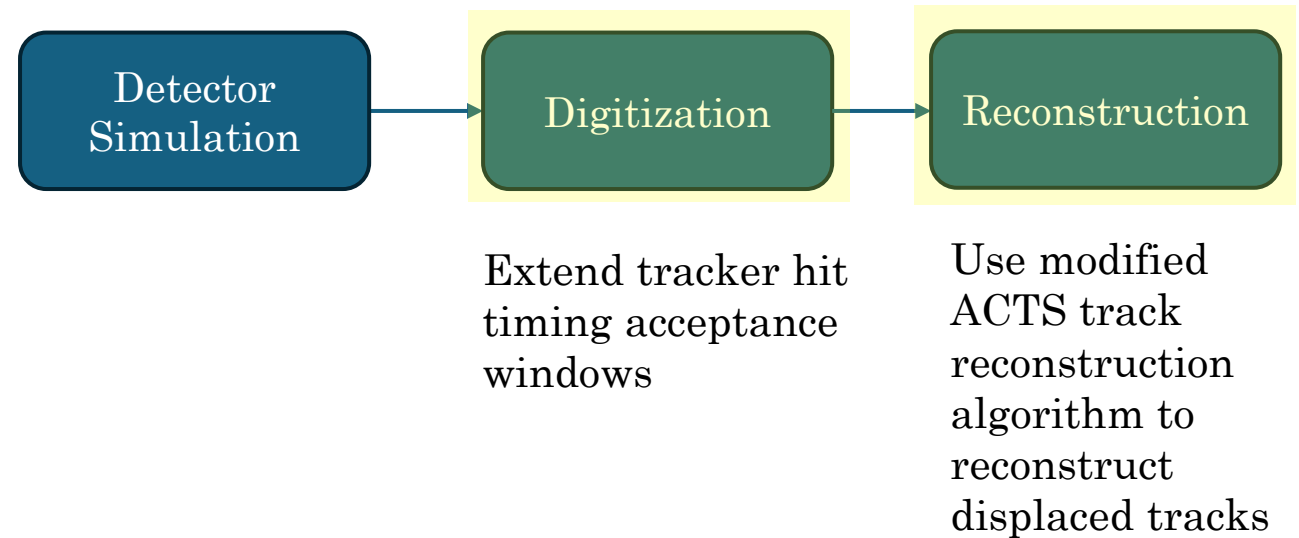 Detector
Simulation
Digitization
Reconstruction
Extend tracker hit
timing acceptance
windows
Use modified
ACTS track
reconstruction
algorithm to
reconstruct
displaced tracks